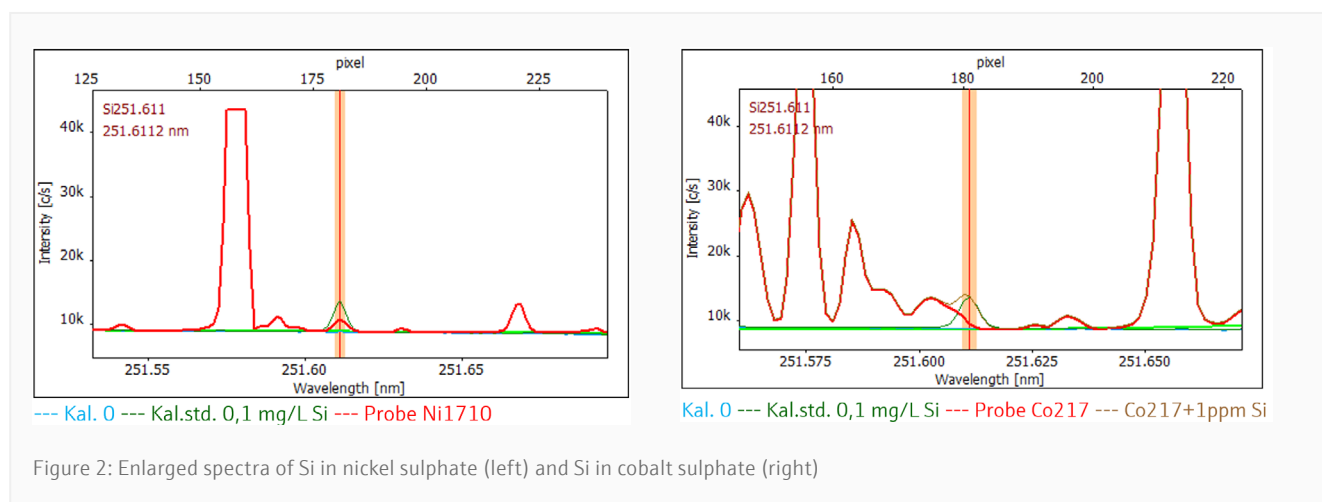 pixel
125 150 175 200 225
Si251.611
251.6112 nm
40k
30k
20k
10k
Intensity [c/s]
251.55 251.60 251.65
Wavelength [nm]
--- Kal. 0 --- Kal.std. 0,1 mg/L Si --- Probe Ni1710
pixel
160 180 200 220
Si251.611
251.6112 nm
40k
30k
20k
10k
Intensity [c/s]
251.575 251.600 251.625 251.650
Wavelength [nm]
Kal. 0 --- Kal.std. 0,1 mg/L Si --- Probe Co217 --- Co217+1ppm Si
Figure 2: Enlarged spectra of Si in nickel sulphate (left) and Si in cobalt sulphate (right)